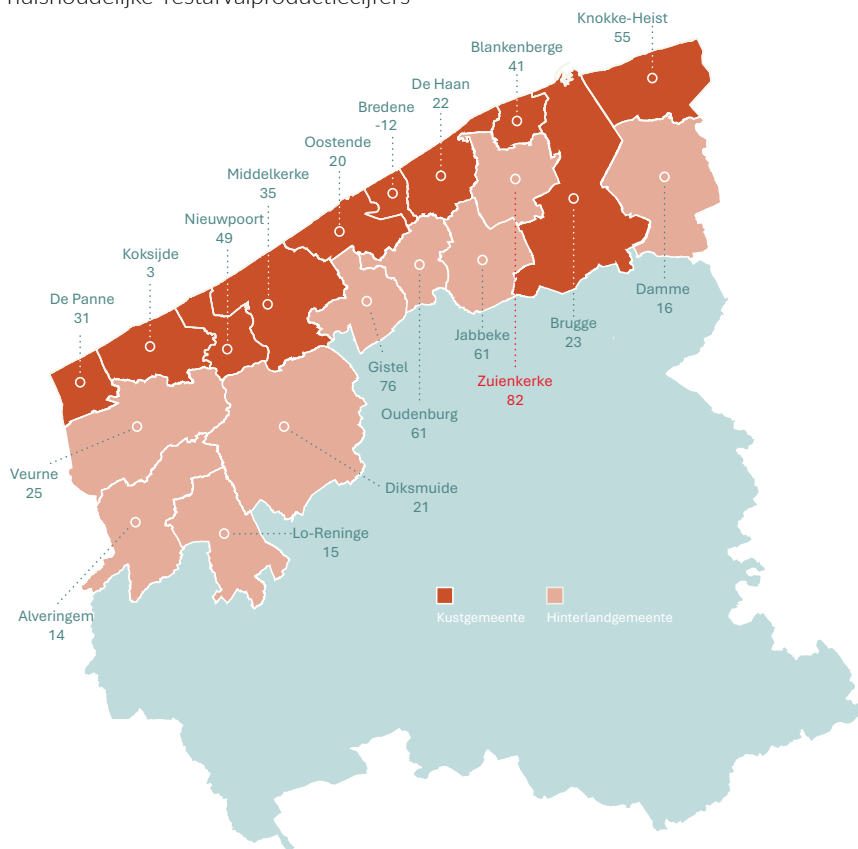 huishoudelijke restafvalproductiecijfers
Knokke-Heist
55
Blankenberge
41
De Haan
22
Bredene
-12
Oostende
20
Middelkerke
35
Nieuwpoort
49
Koksijde
3
De Panne
31
Damme
16
Brugge
23
Jabbeke
61
Gistel
76
Zuienkerke
82
Oudenburg
61
Veurne
25
Diksmuide
21
Lo-Reninge
15
Alveringem
14
Kustgemeente
Hinterlandgemeente